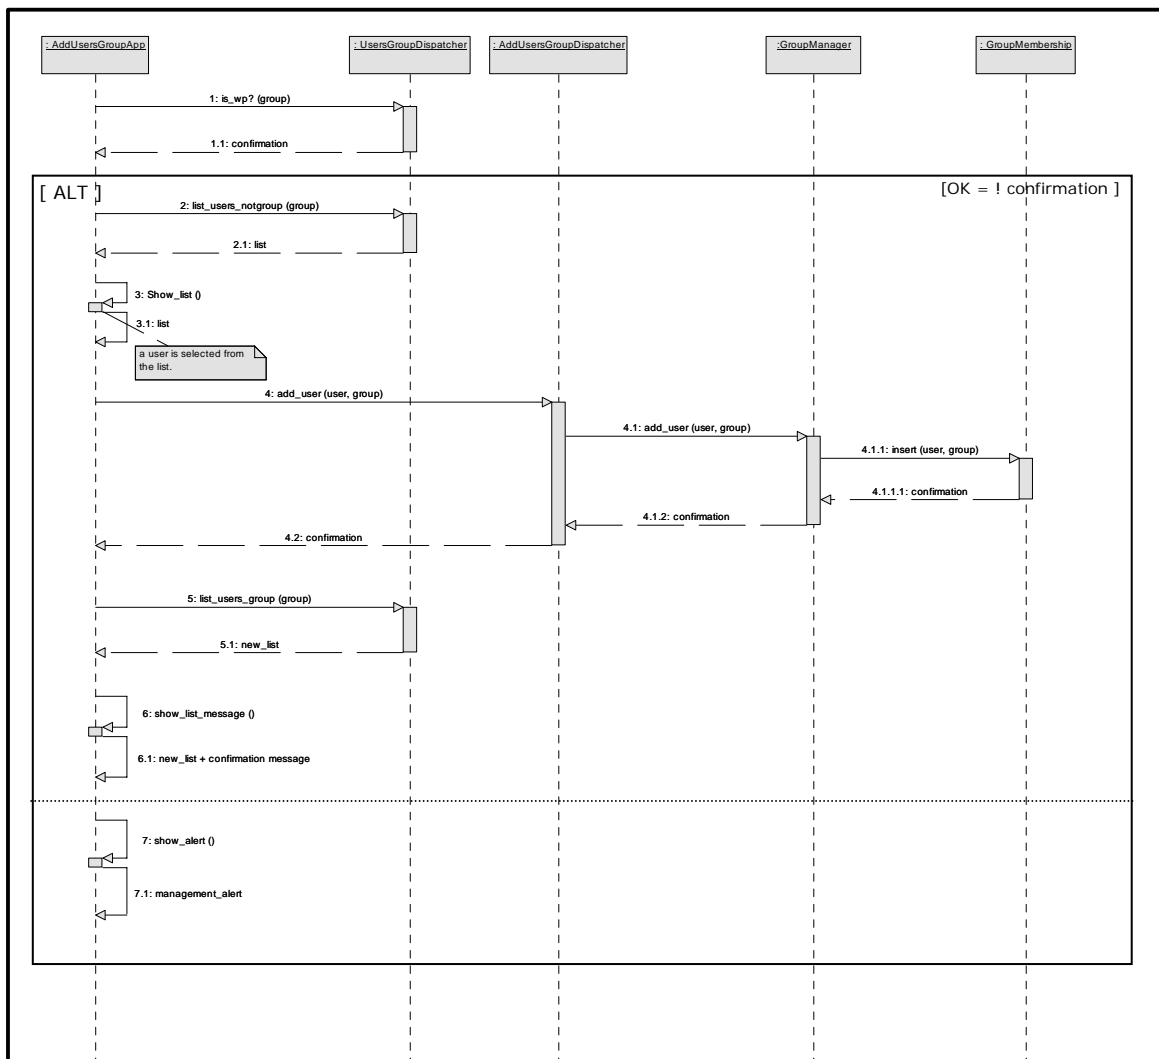 : AddUsersGroupApp
: UsersGroupDispatcher
: AddUsersGroupDispatcher
:GroupManager
: GroupMembership
1: is_wp? (group)
1.1: confirmation
[ ALT ]
[OK = ! confirmation ]
2: list_users_notgroup (group)
2.1: list
3: Show_list ()
3.1: list
a user is selected from
the list.
4: add_user (user, group)
4.1: add_user (user, group)
4.1.1: insert (user, group)
4.1.1.1: confirmation
4.1.2: confirmation
4.2: confirmation
5: list_users_group (group)
5.1: new_list
6: show_list_message ()
6.1: new_list + confirmation message
7: show_alert ()
7.1: management_alert